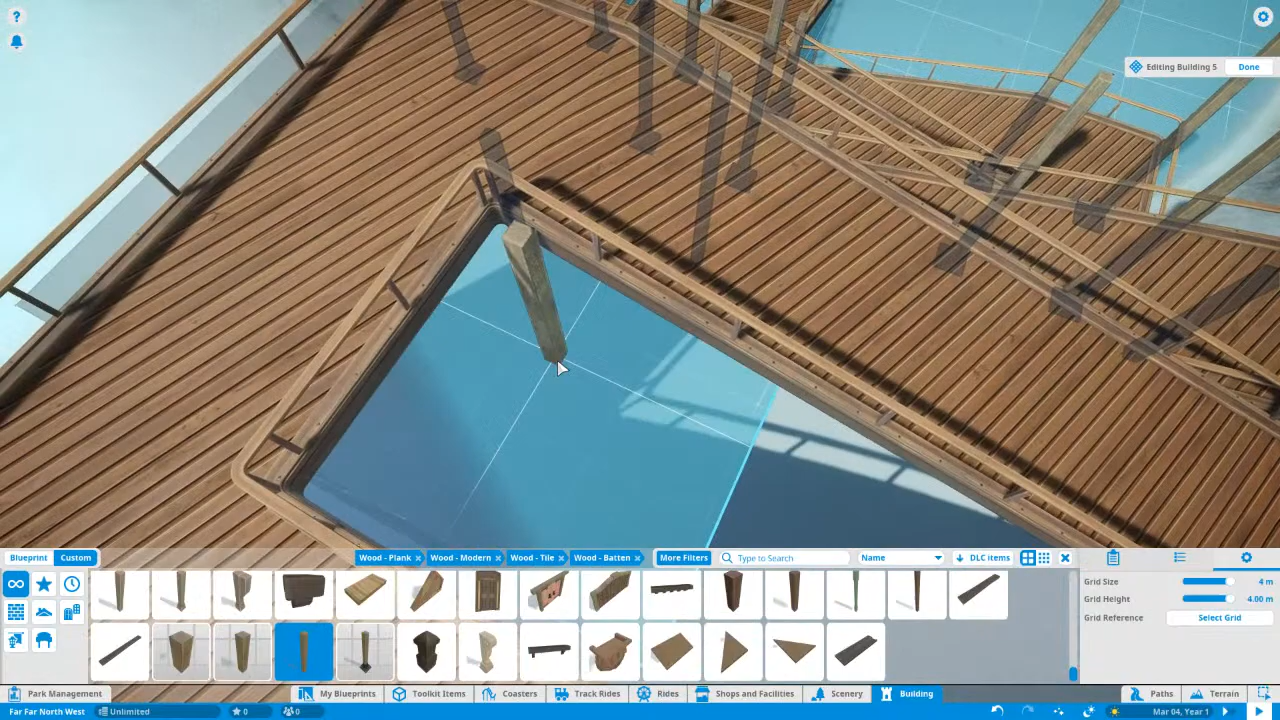 ?
Editing Building 5
Done
Blueprint
Custom
Wood - Plank ×
Wood - Modern ×
Wood - Tile ×
Wood - Batten ×
More Filters
Type to Search
Name
DLC items
Grid Size
4 m
Grid Height
4.00 m
Grid Reference
Select Grid
Park Management
My Blueprints
Toolkit Items
Coasters
Track Rides
Rides
Shops and Facilities
Scenery
Building
Paths
Terrain
Far Far North West
Unlimited
0
0
Mar 04, Year 1